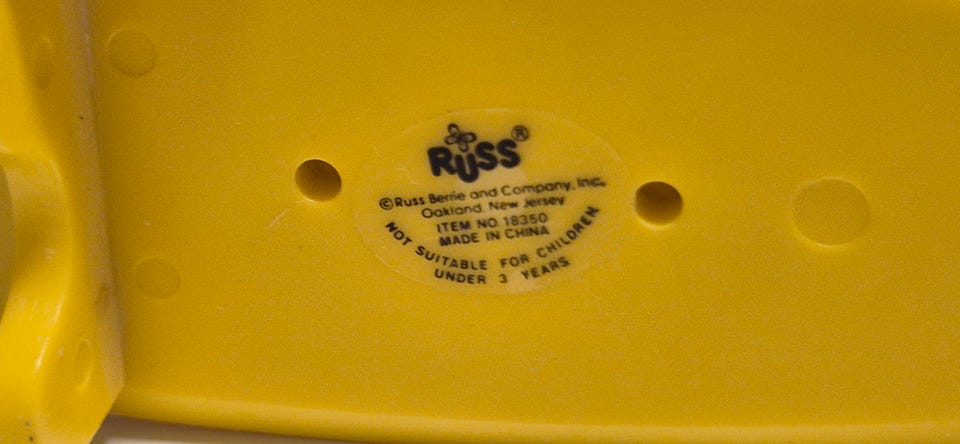 RUSS®
©Russ Berrie and Company, Inc.
Oakland, New Jersey
ITEM NO. 18350
MADE IN CHINA
NOT SUITABLE FOR CHILDREN
UNDER 3 YEARS